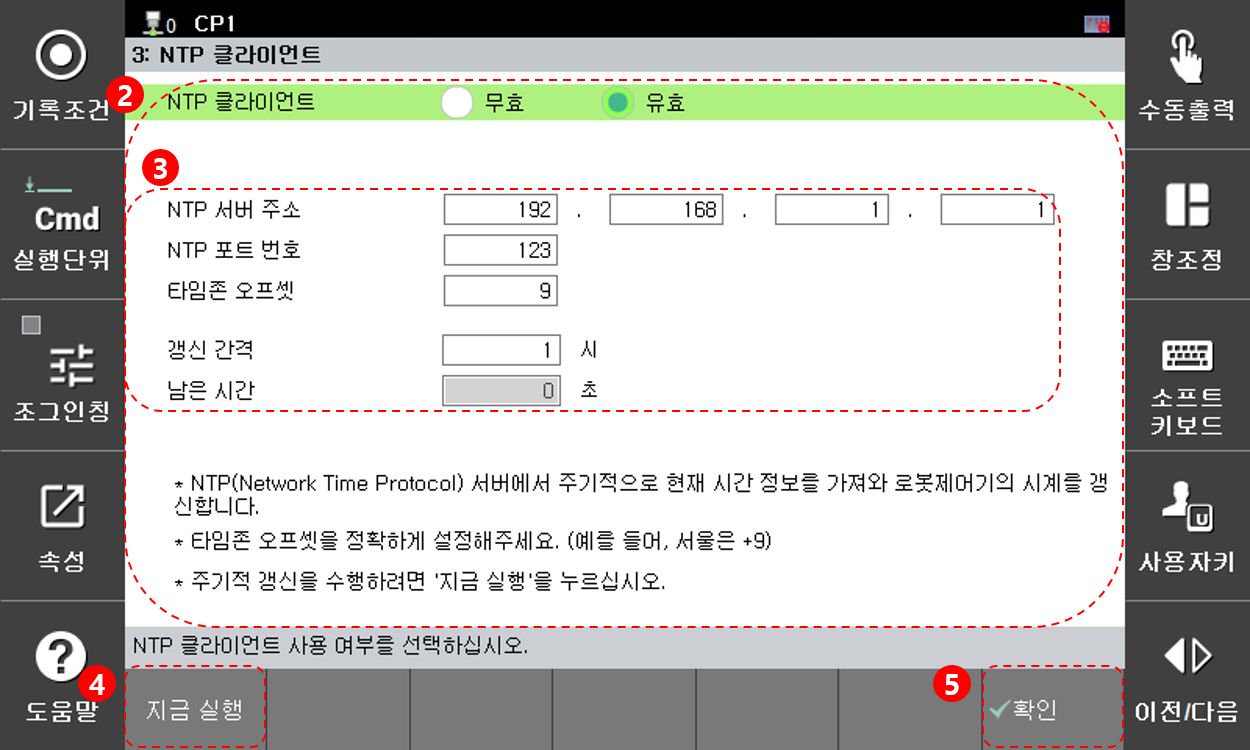 0 CP1
3: NTP 클라이언트
기록조건
2
NTP 클라이언트 무효 유효
수동출력
3
Cmd
실행단위
NTP 서버 주소 192 . 168 . 1 . 1
NTP 포트 번호 123
타임존 오프셋 9
갱신 간격 1 시
남은 시간 0 초
창조정
조그인칭
소프트
키보드
* NTP(Network Time Protocol) 서버에서 주기적으로 현재 시간 정보를 가져와 로봇제어기의 시계를 갱
신합니다.
* 타임존 오프셋을 정확하게 설정해주세요. (예를 들어, 서울은 +9)
* 주기적 갱신을 수행하려면 '지금 실행'을 누르십시오.
속성
U
사용자키
NTP 클라이언트 사용 여부을 선택하십시오.
?
도움말
4
지금 실행
5
확인
이전/다음